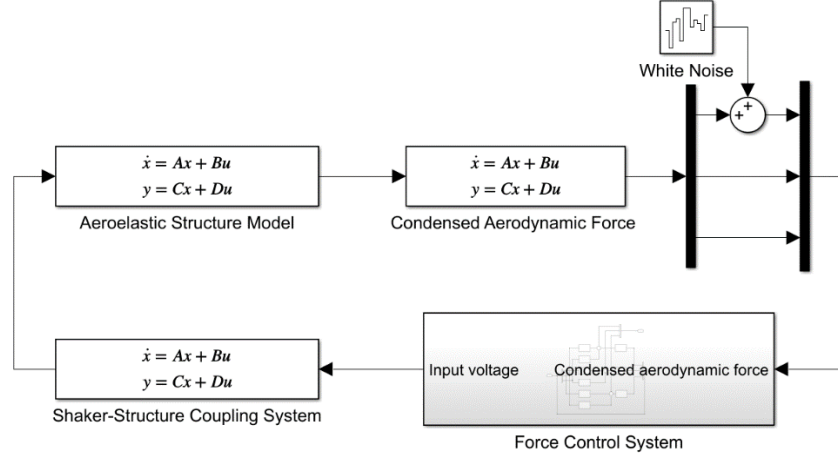 White Noise
+
+
ẋ = Ax + Bu
y = Cx + Du
Aeroelastic Structure Model
ẋ = Ax + Bu
y = Cx + Du
Condensed Aerodynamic Force
ẋ = Ax + Bu
y = Cx + Du
Shaker-Structure Coupling System
Input voltage
Condensed aerodynamic force
Force Control System